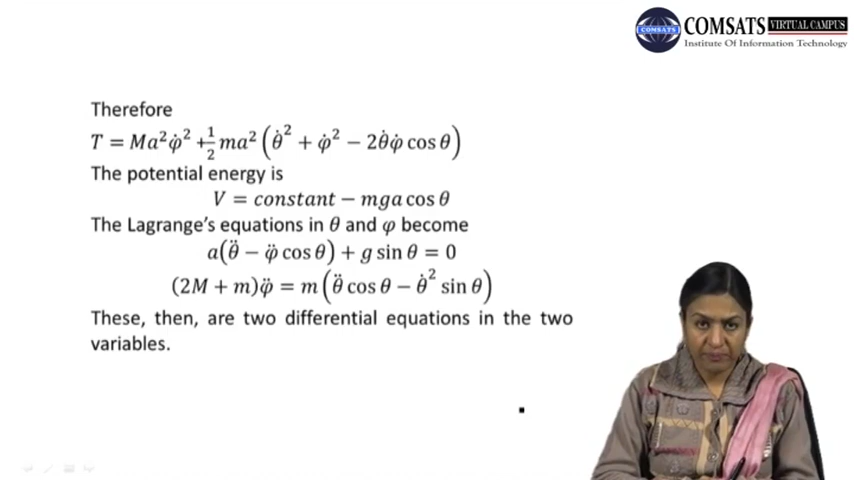 COMSATS VIRTUAL CAMPUS
COMSATS
Institute Of Information Technology
Therefore
T = Ma²φ̇² + ½ma²(θ̇² + φ̇² − 2θ̇φ̇ cos θ)
The potential energy is
V = constant − mga cos θ
The Lagrange's equations in θ and φ become
a(θ̈ − φ̈ cos θ) + g sin θ = 0
(2M + m)φ̈ = m(θ̈ cos θ − θ̇² sin θ)
These, then, are two differential equations in the two
variables.